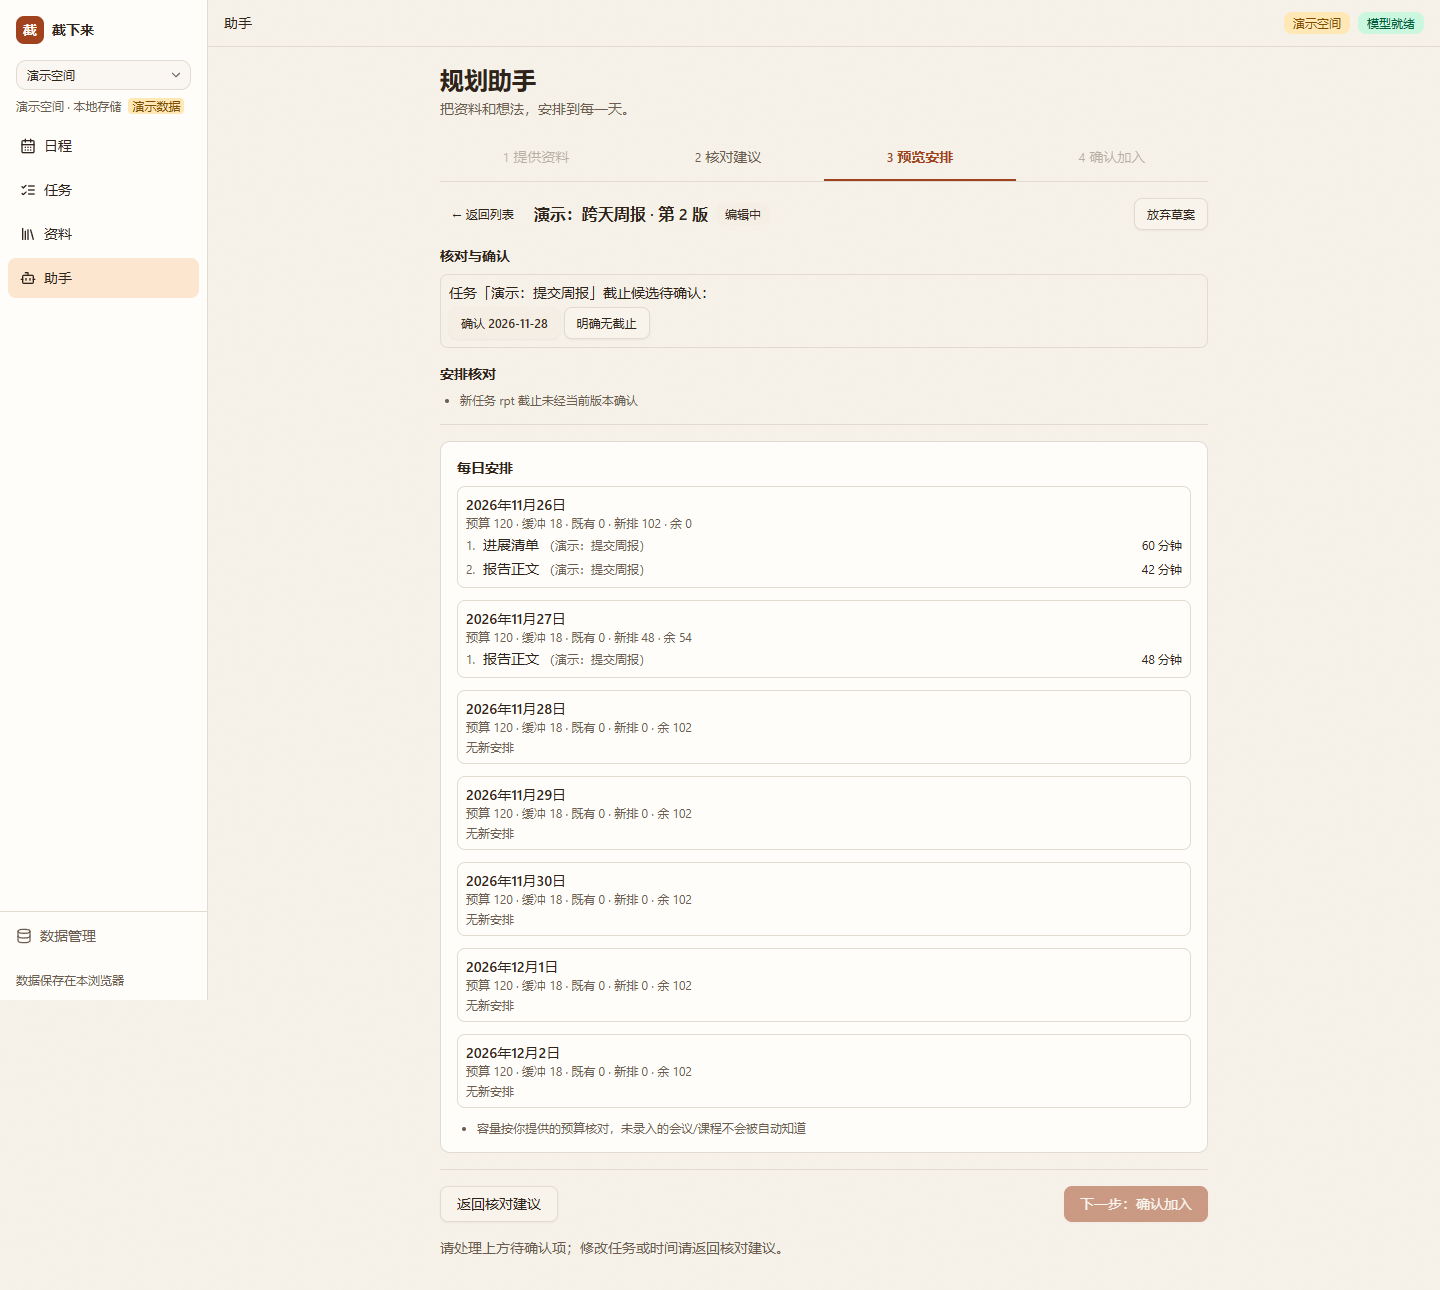 截 截下来
演示空间
演示空间 · 本地存储 演示数据
日程
任务
资料
助手
数据管理
数据保存在本浏览器
助手
演示空间 模型就绪
规划助手
把资料和想法，安排到每一天。
1 提供资料 2 核对建议 3 预览安排 4 确认加入
← 返回列表 演示：跨天周报 · 第 2 版 编辑中 放弃草案
核对与确认
任务「演示：提交周报」截止候选待确认：
确认 2026-11-28 明确无截止
安排核对
• 新任务 rpt 截止未经当前版本确认
每日安排
2026年11月26日
预算 120 · 缓冲 18 · 既有 0 · 新排 102 · 余 0
1. 进展清单 （演示：提交周报） 60 分钟
2. 报告正文 （演示：提交周报） 42 分钟
2026年11月27日
预算 120 · 缓冲 18 · 既有 0 · 新排 48 · 余 54
1. 报告正文 （演示：提交周报） 48 分钟
2026年11月28日
预算 120 · 缓冲 18 · 既有 0 · 新排 0 · 余 102
无新安排
2026年11月29日
预算 120 · 缓冲 18 · 既有 0 · 新排 0 · 余 102
无新安排
2026年11月30日
预算 120 · 缓冲 18 · 既有 0 · 新排 0 · 余 102
无新安排
2026年12月1日
预算 120 · 缓冲 18 · 既有 0 · 新排 0 · 余 102
无新安排
2026年12月2日
预算 120 · 缓冲 18 · 既有 0 · 新排 0 · 余 102
无新安排
• 容量按你提供的预算核对，未录入的会议/课程不会被自动知道
返回核对建议 下一步：确认加入
请处理上方待确认项；修改任务或时间请返回核对建议。